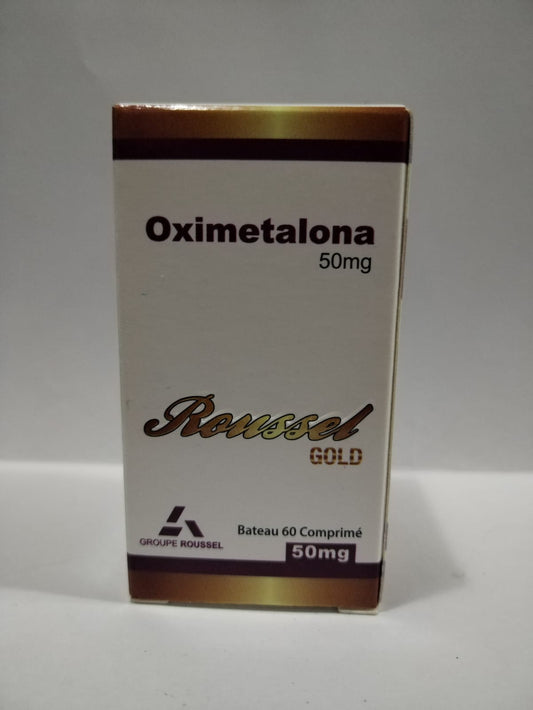 Oximetalona
50mg
Roussel
GOLD
GROUPE ROUSSEL
Bateau 60 Comprimé
50mg